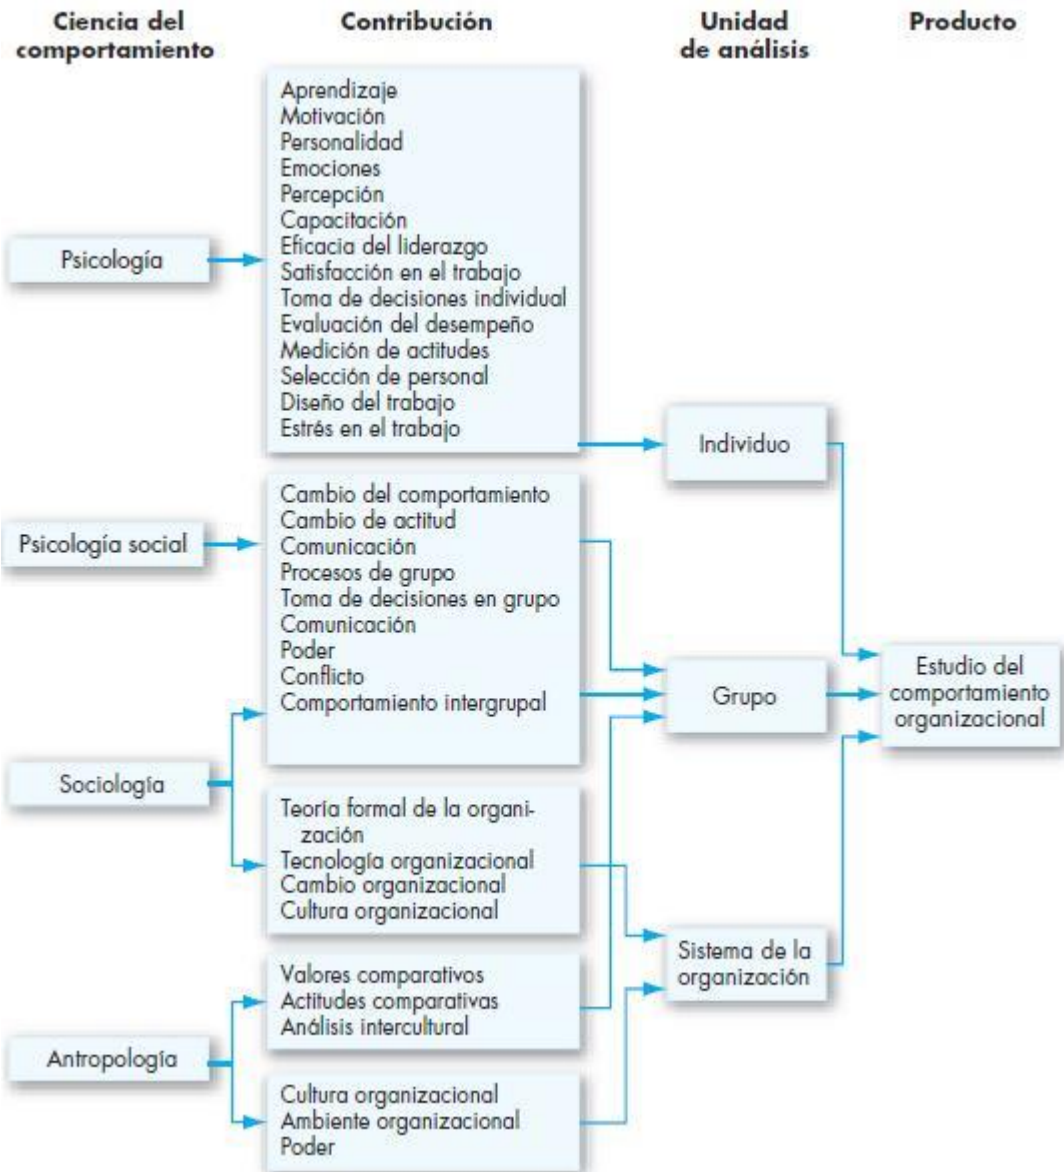 Ciencia del
comportamiento
Contribución
Unidad
de análisis
Producto
Aprendizaje
Motivación
Personalidad
Emociones
Percepción
Capacitación
Eficacia del liderazgo
Satisfacción en el trabajo
Toma de decisiones individual
Evaluación del desempeño
Medición de actitudes
Selección de personal
Diseño del trabajo
Estrés en el trabajo
Psicología
Individuo
Psicología social
Cambio del comportamiento
Cambio de actitud
Comunicación
Procesos de grupo
Toma de decisiones en grupo
Comunicación
Poder
Conflicto
Comportamiento intergrupal
Grupo
Estudio del
comportamiento
organizacional
Sociología
Teoría formal de la organi-
zación
Tecnología organizacional
Cambio organizacional
Cultura organizacional
Sistema de la
organización
Valores comparativos
Actitudes comparativas
Análisis intercultural
Antropología
Cultura organizacional
Ambiente organizacional
Poder